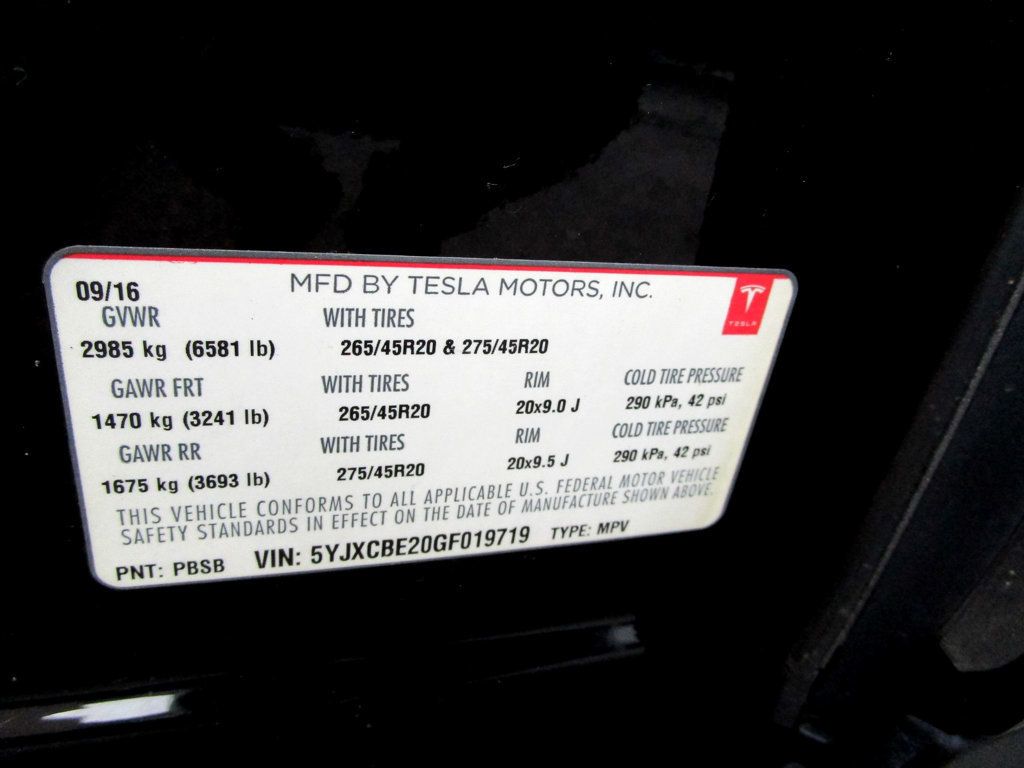 09/16 MFD BY TESLA MOTORS, INC.
TESLA
GVWR WITH TIRES
2985 kg (6581 lb) 265/45R20 & 275/45R20
GAWR FRT WITH TIRES RIM COLD TIRE PRESSURE
1470 kg (3241 lb) 265/45R20 20x9.0 J 290 kPa, 42 psi
GAWR RR WITH TIRES RIM COLD TIRE PRESSURE
1675 kg (3693 lb) 275/45R20 20x9.5 J 290 kPa, 42 psi
THIS VEHICLE CONFORMS TO ALL APPLICABLE U.S. FEDERAL MOTOR VEHICLE
SAFETY STANDARDS IN EFFECT ON THE DATE OF MANUFACTURE SHOWN ABOVE.
PNT: PBSB VIN: 5YJXCBE20GF019719 TYPE: MPV